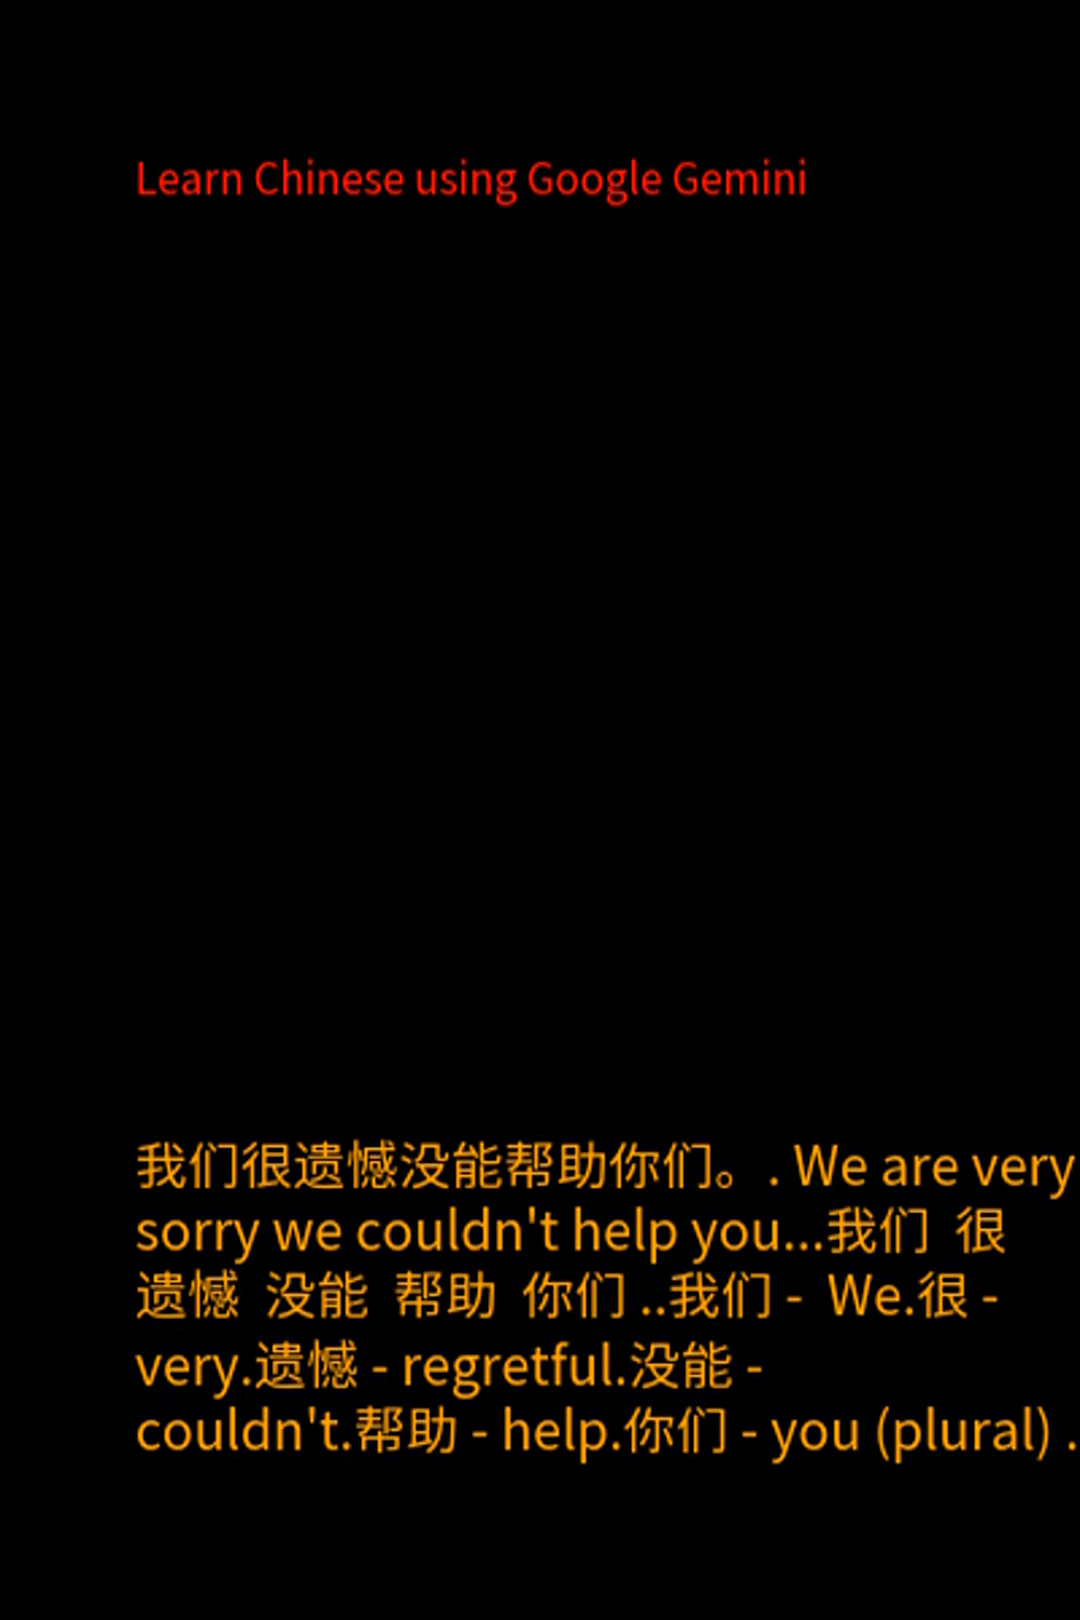 Learn Chinese using Google Gemini
我们很遗憾没能帮助你们。. We are very
sorry we couldn't help you...我们 很
遗憾 没能 帮助 你们 ..我们 - We.很 -
very.遗憾 - regretful.没能 -
couldn't.帮助 - help.你们 - you (plural) .